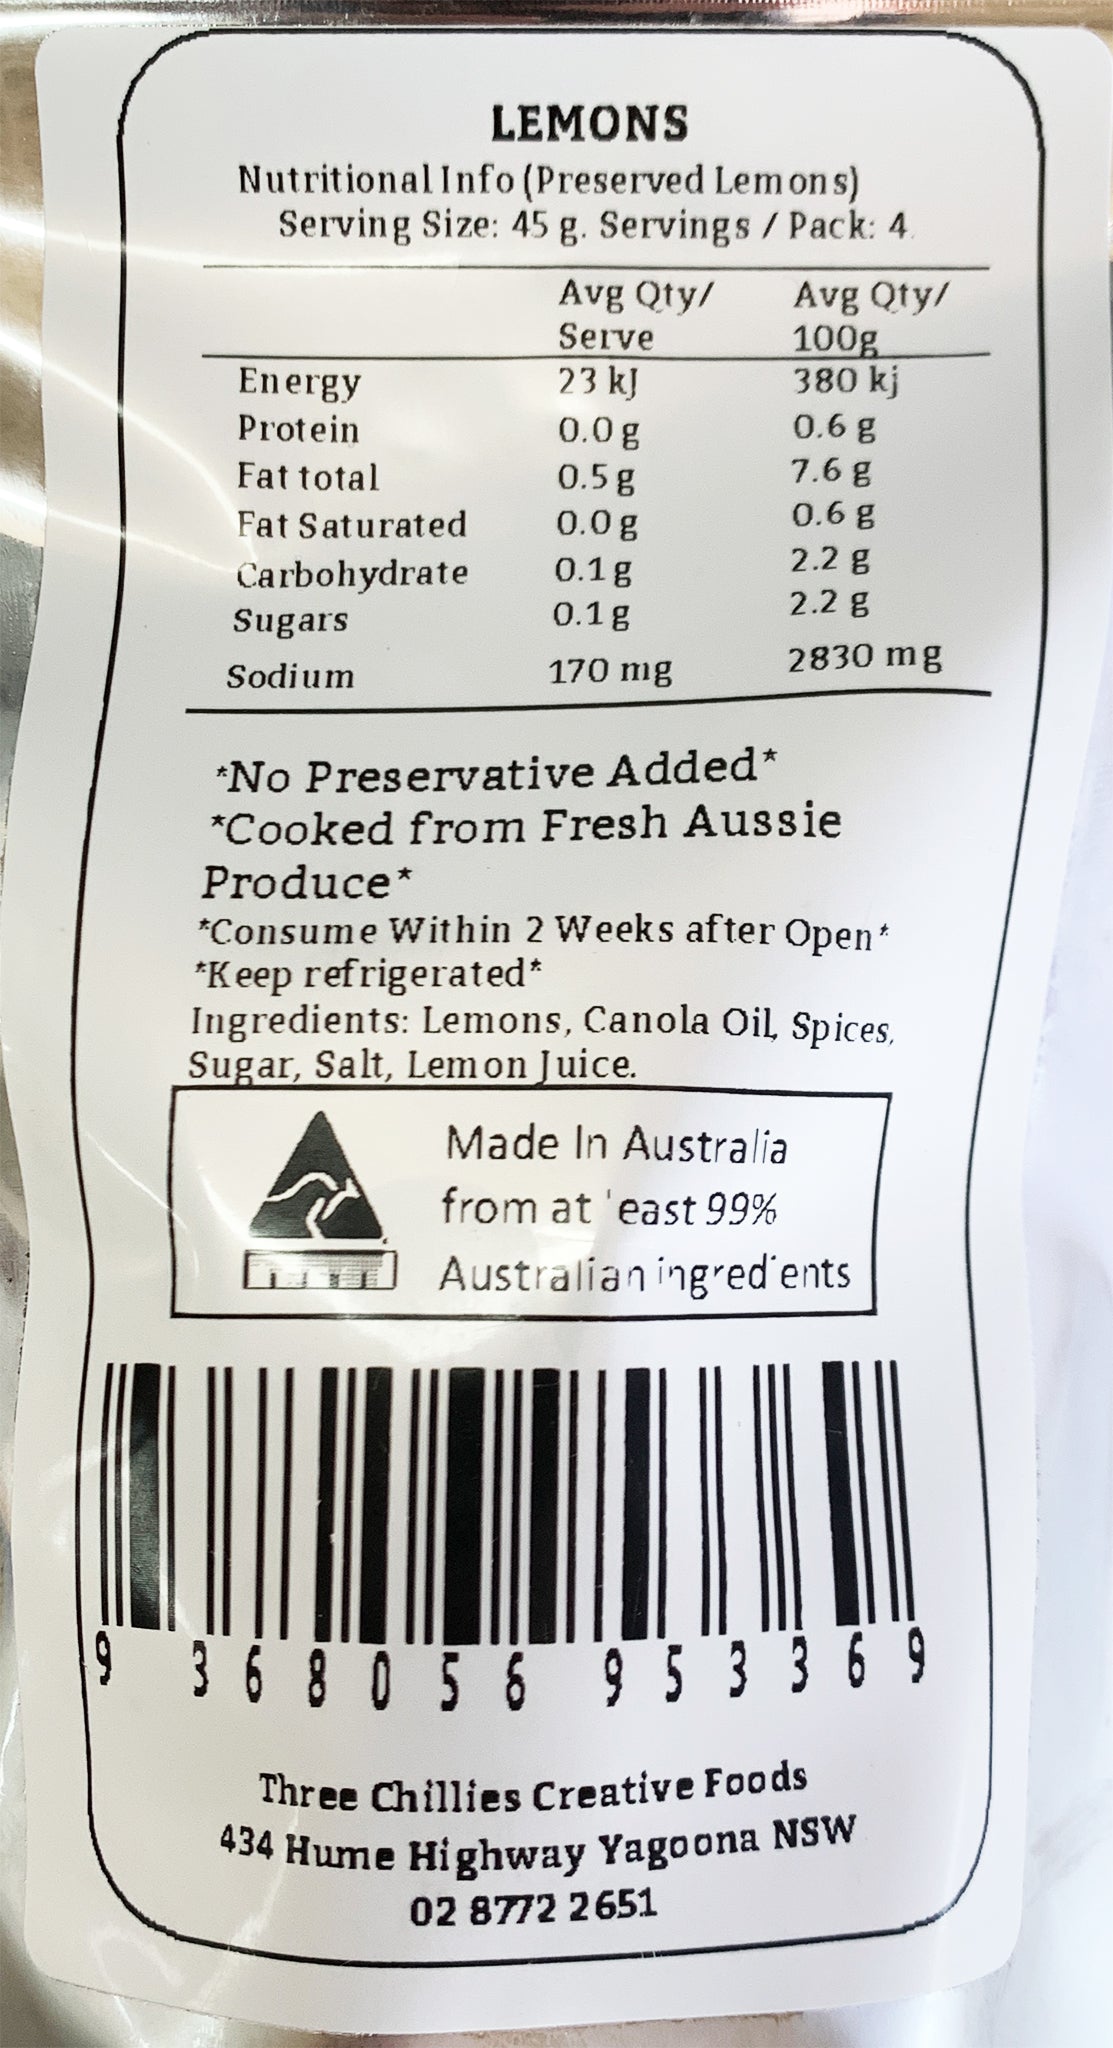 LEMONS
Nutritional Info (Preserved Lemons)
Serving Size: 45 g. Servings / Pack: 4.
Avg Qty/ Avg Qty/
Serve 100g
Energy 23 kJ 380 kj
Protein 0.0 g 0.6 g
Fat total 0.5 g 7.6 g
Fat Saturated 0.0 g 0.6 g
Carbohydrate 0.1 g 2.2 g
Sugars 0.1 g 2.2 g
Sodium 170 mg 2830 mg
*No Preservative Added*
*Cooked from Fresh Aussie
Produce*
*Consume Within 2 Weeks after Open*
*Keep refrigerated*
Ingredients: Lemons, Canola Oil, Spices,
Sugar, Salt, Lemon Juice.
Made In Australia
from at least 99%
Australian ingredients
9 368056 953369
Three Chillies Creative Foods
434 Hume Highway Yagoona NSW
02 8772 2651